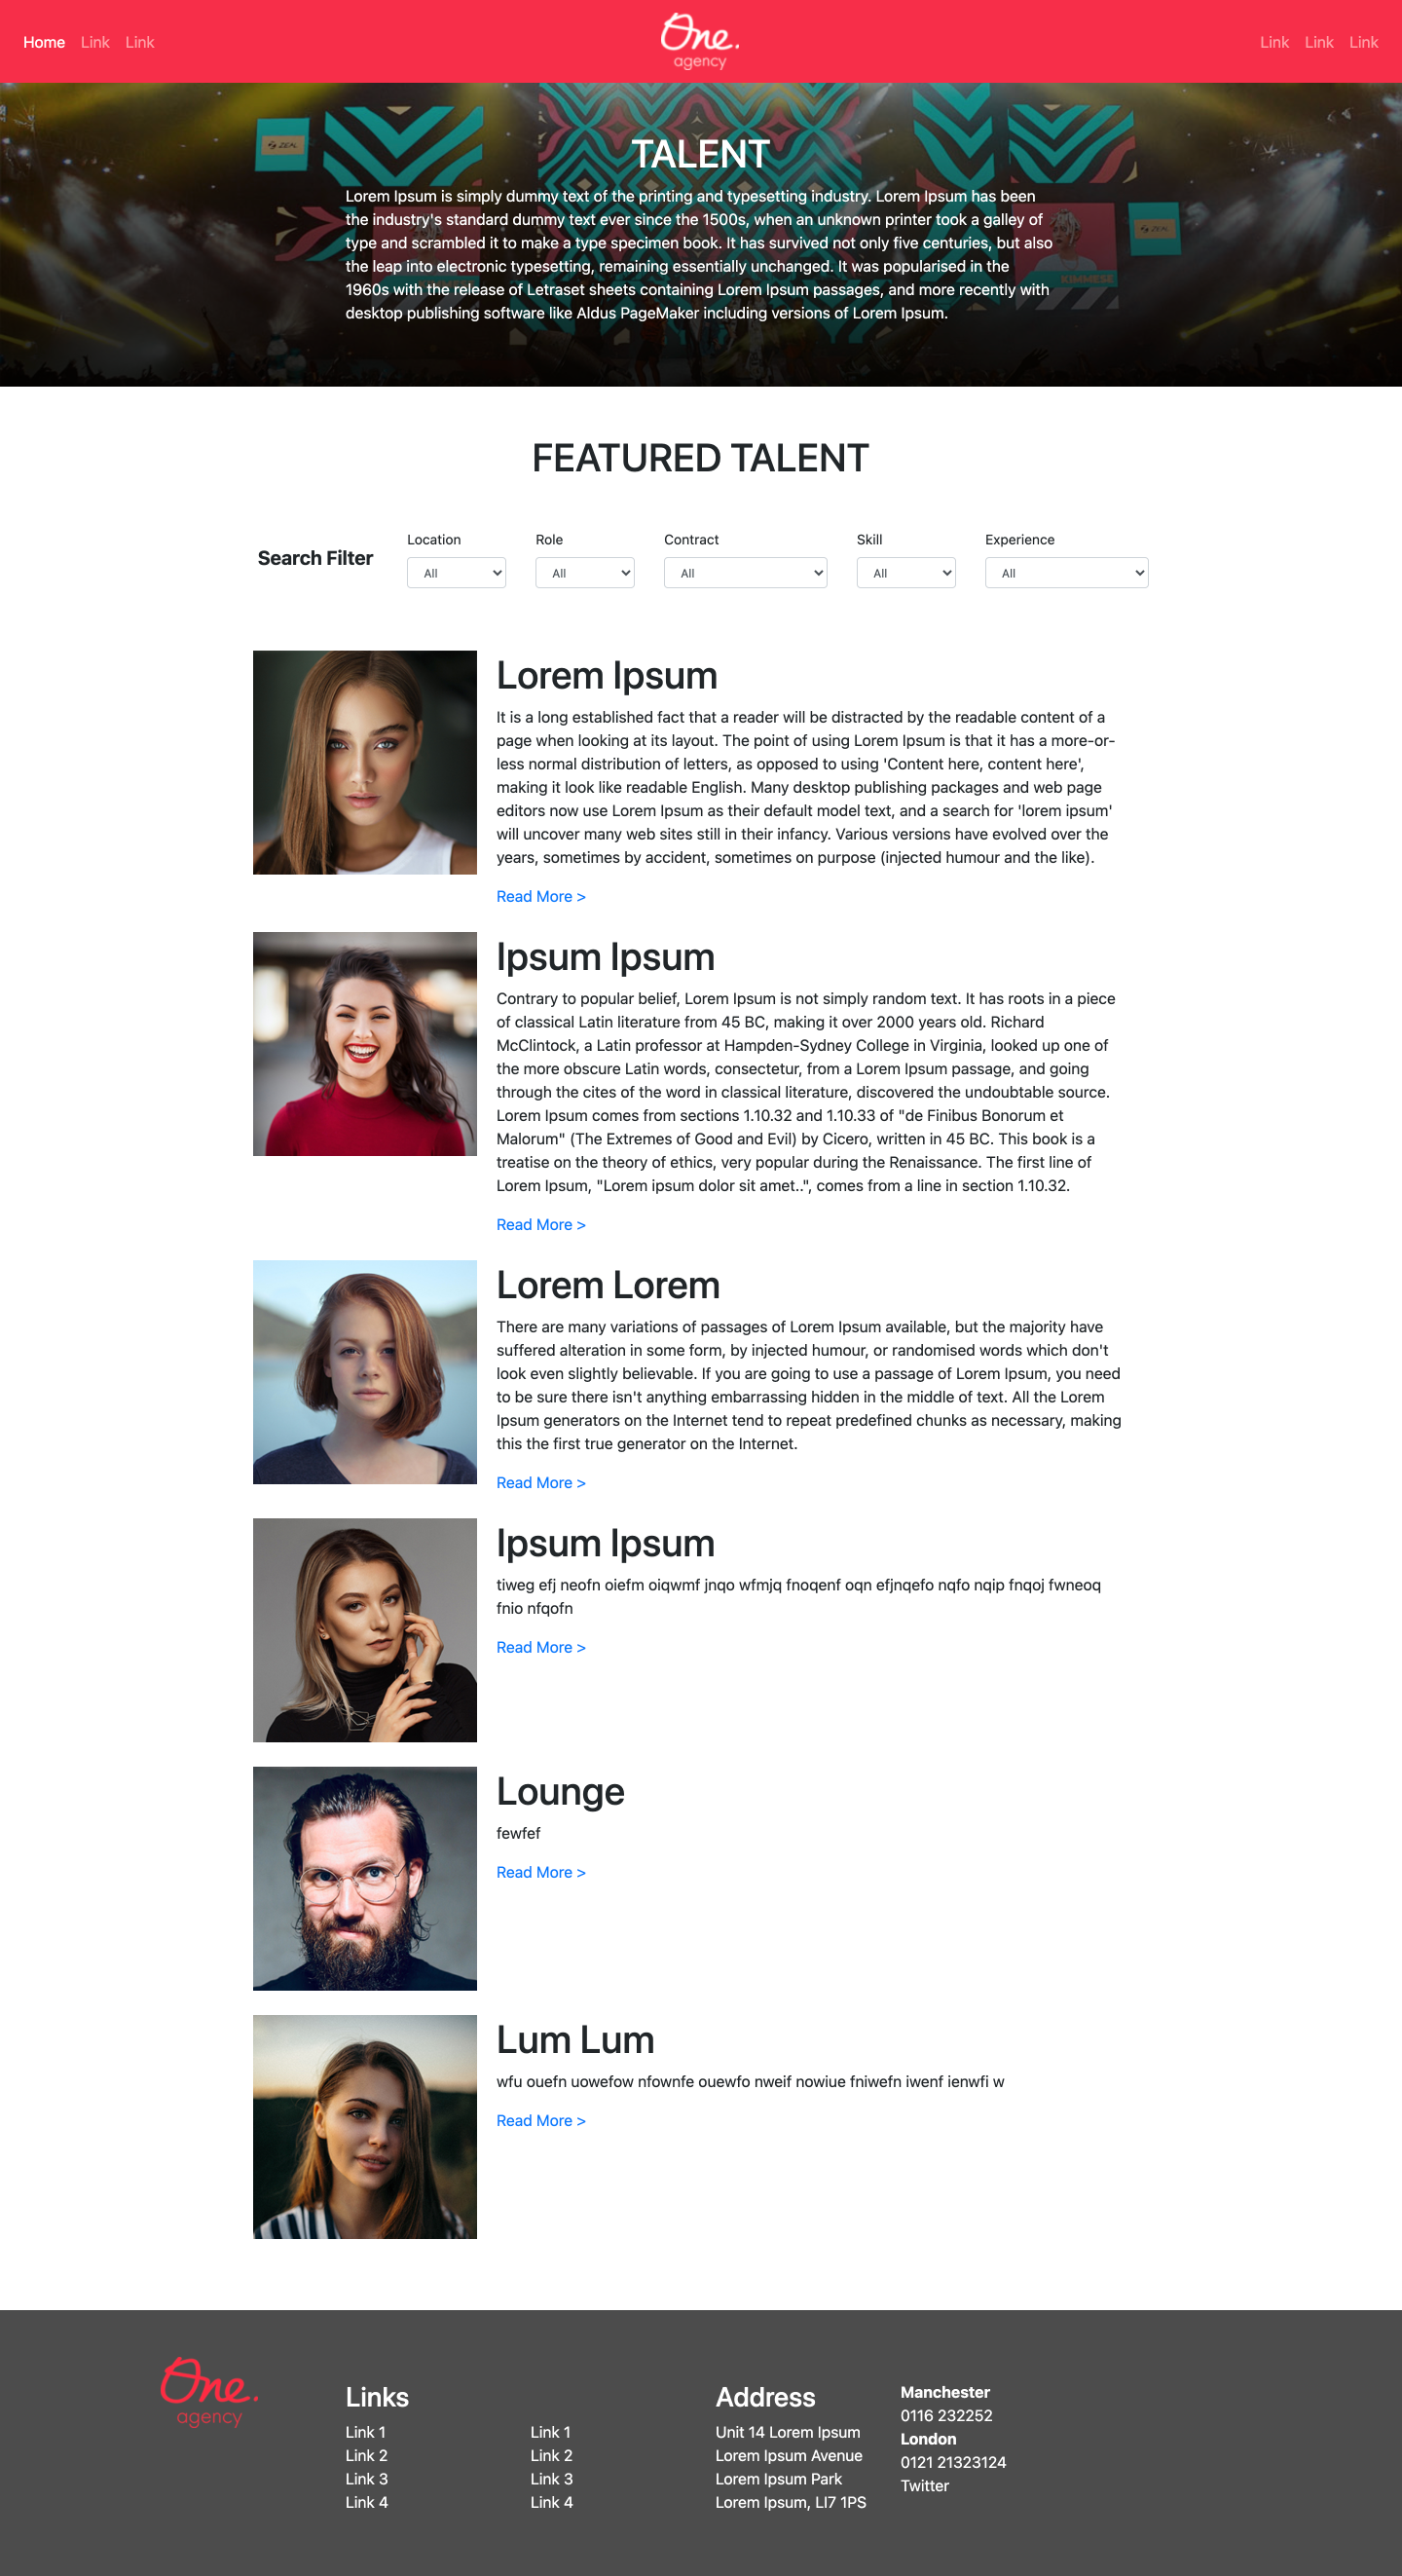 Home Link Link
One.
agency
Link Link Link
ZEAL
TALENT
Lorem Ipsum is simply dummy text of the printing and typesetting industry. Lorem Ipsum has been
the industry's standard dummy text ever since the 1500s, when an unknown printer took a galley of
type and scrambled it to make a type specimen book. It has survived not only five centuries, but also
ZEAL
the leap into electronic typesetting, remaining essentially unchanged. It was popularised in the
KIMMESE
1960s with the release of Letraset sheets containing Lorem Ipsum passages, and more recently with
desktop publishing software like Aldus PageMaker including versions of Lorem Ipsum.
FEATURED TALENT
Search Filter
Location Role Contract Skill Experience
All All All All All
Lorem Ipsum
It is a long established fact that a reader will be distracted by the readable content of a
page when looking at its layout. The point of using Lorem Ipsum is that it has a more-or-
less normal distribution of letters, as opposed to using 'Content here, content here',
making it look like readable English. Many desktop publishing packages and web page
editors now use Lorem Ipsum as their default model text, and a search for 'lorem ipsum'
will uncover many web sites still in their infancy. Various versions have evolved over the
years, sometimes by accident, sometimes on purpose (injected humour and the like).
Read More >
Ipsum Ipsum
Contrary to popular belief, Lorem Ipsum is not simply random text. It has roots in a piece
of classical Latin literature from 45 BC, making it over 2000 years old. Richard
McClintock, a Latin professor at Hampden-Sydney College in Virginia, looked up one of
the more obscure Latin words, consectetur, from a Lorem Ipsum passage, and going
through the cites of the word in classical literature, discovered the undoubtable source.
Lorem Ipsum comes from sections 1.10.32 and 1.10.33 of "de Finibus Bonorum et
Malorum" (The Extremes of Good and Evil) by Cicero, written in 45 BC. This book is a
treatise on the theory of ethics, very popular during the Renaissance. The first line of
Lorem Ipsum, "Lorem ipsum dolor sit amet..", comes from a line in section 1.10.32.
Read More >
Lorem Lorem
There are many variations of passages of Lorem Ipsum available, but the majority have
suffered alteration in some form, by injected humour, or randomised words which don't
look even slightly believable. If you are going to use a passage of Lorem Ipsum, you need
to be sure there isn't anything embarrassing hidden in the middle of text. All the Lorem
Ipsum generators on the Internet tend to repeat predefined chunks as necessary, making
this the first true generator on the Internet.
Read More >
Ipsum Ipsum
tiweg efj neofn oiefm oiqwmf jnqo wfmjq fnoqenf oqn efjnqefo nqfo nqip fnqoj fwneoq
fnio nfqofn
Read More >
Lounge
fewfef
Read More >
Lum Lum
wfu ouefn uowefow nfownfe ouewfo nweif nowiue fniwefn iwenf ienwfi w
Read More >
One.
agency
Links
Link 1
Link 2
Link 3
Link 4
Link 1
Link 2
Link 3
Link 4
Address
Unit 14 Lorem Ipsum
Lorem Ipsum Avenue
Lorem Ipsum Park
Lorem Ipsum, LI7 1PS
Manchester
0116 232252
London
0121 21323124
Twitter